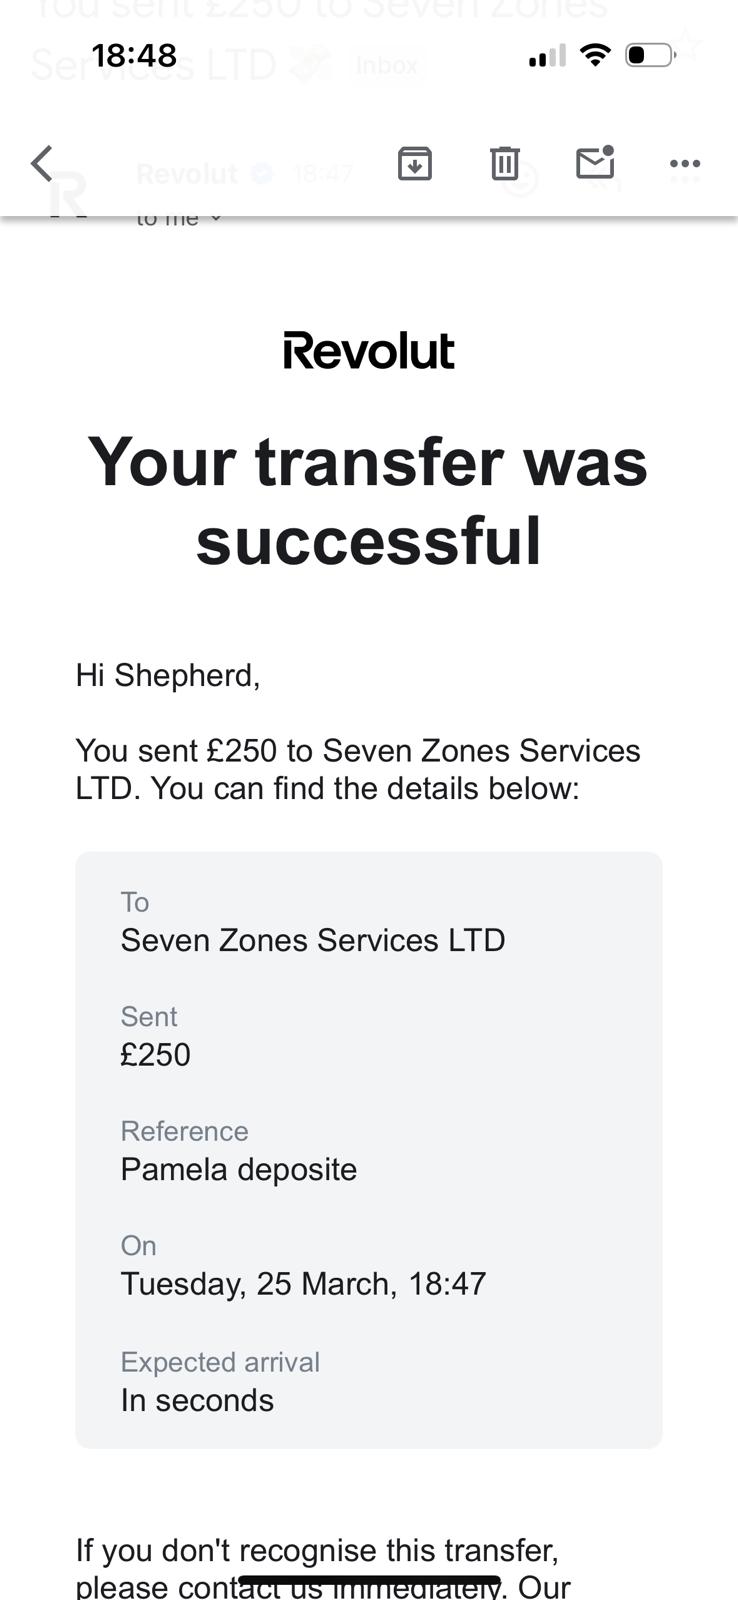 You sent £250 to Seven Zones
Services LTD
Inbox
18:48
Revolut 18:47
to me
Revolut
Your transfer was
successful
Hi Shepherd,
You sent £250 to Seven Zones Services
LTD. You can find the details below:
To
Seven Zones Services LTD
Sent
£250
Reference
Pamela deposite
On
Tuesday, 25 March, 18:47
Expected arrival
In seconds
If you don't recognise this transfer,
please contact us immediately. Our